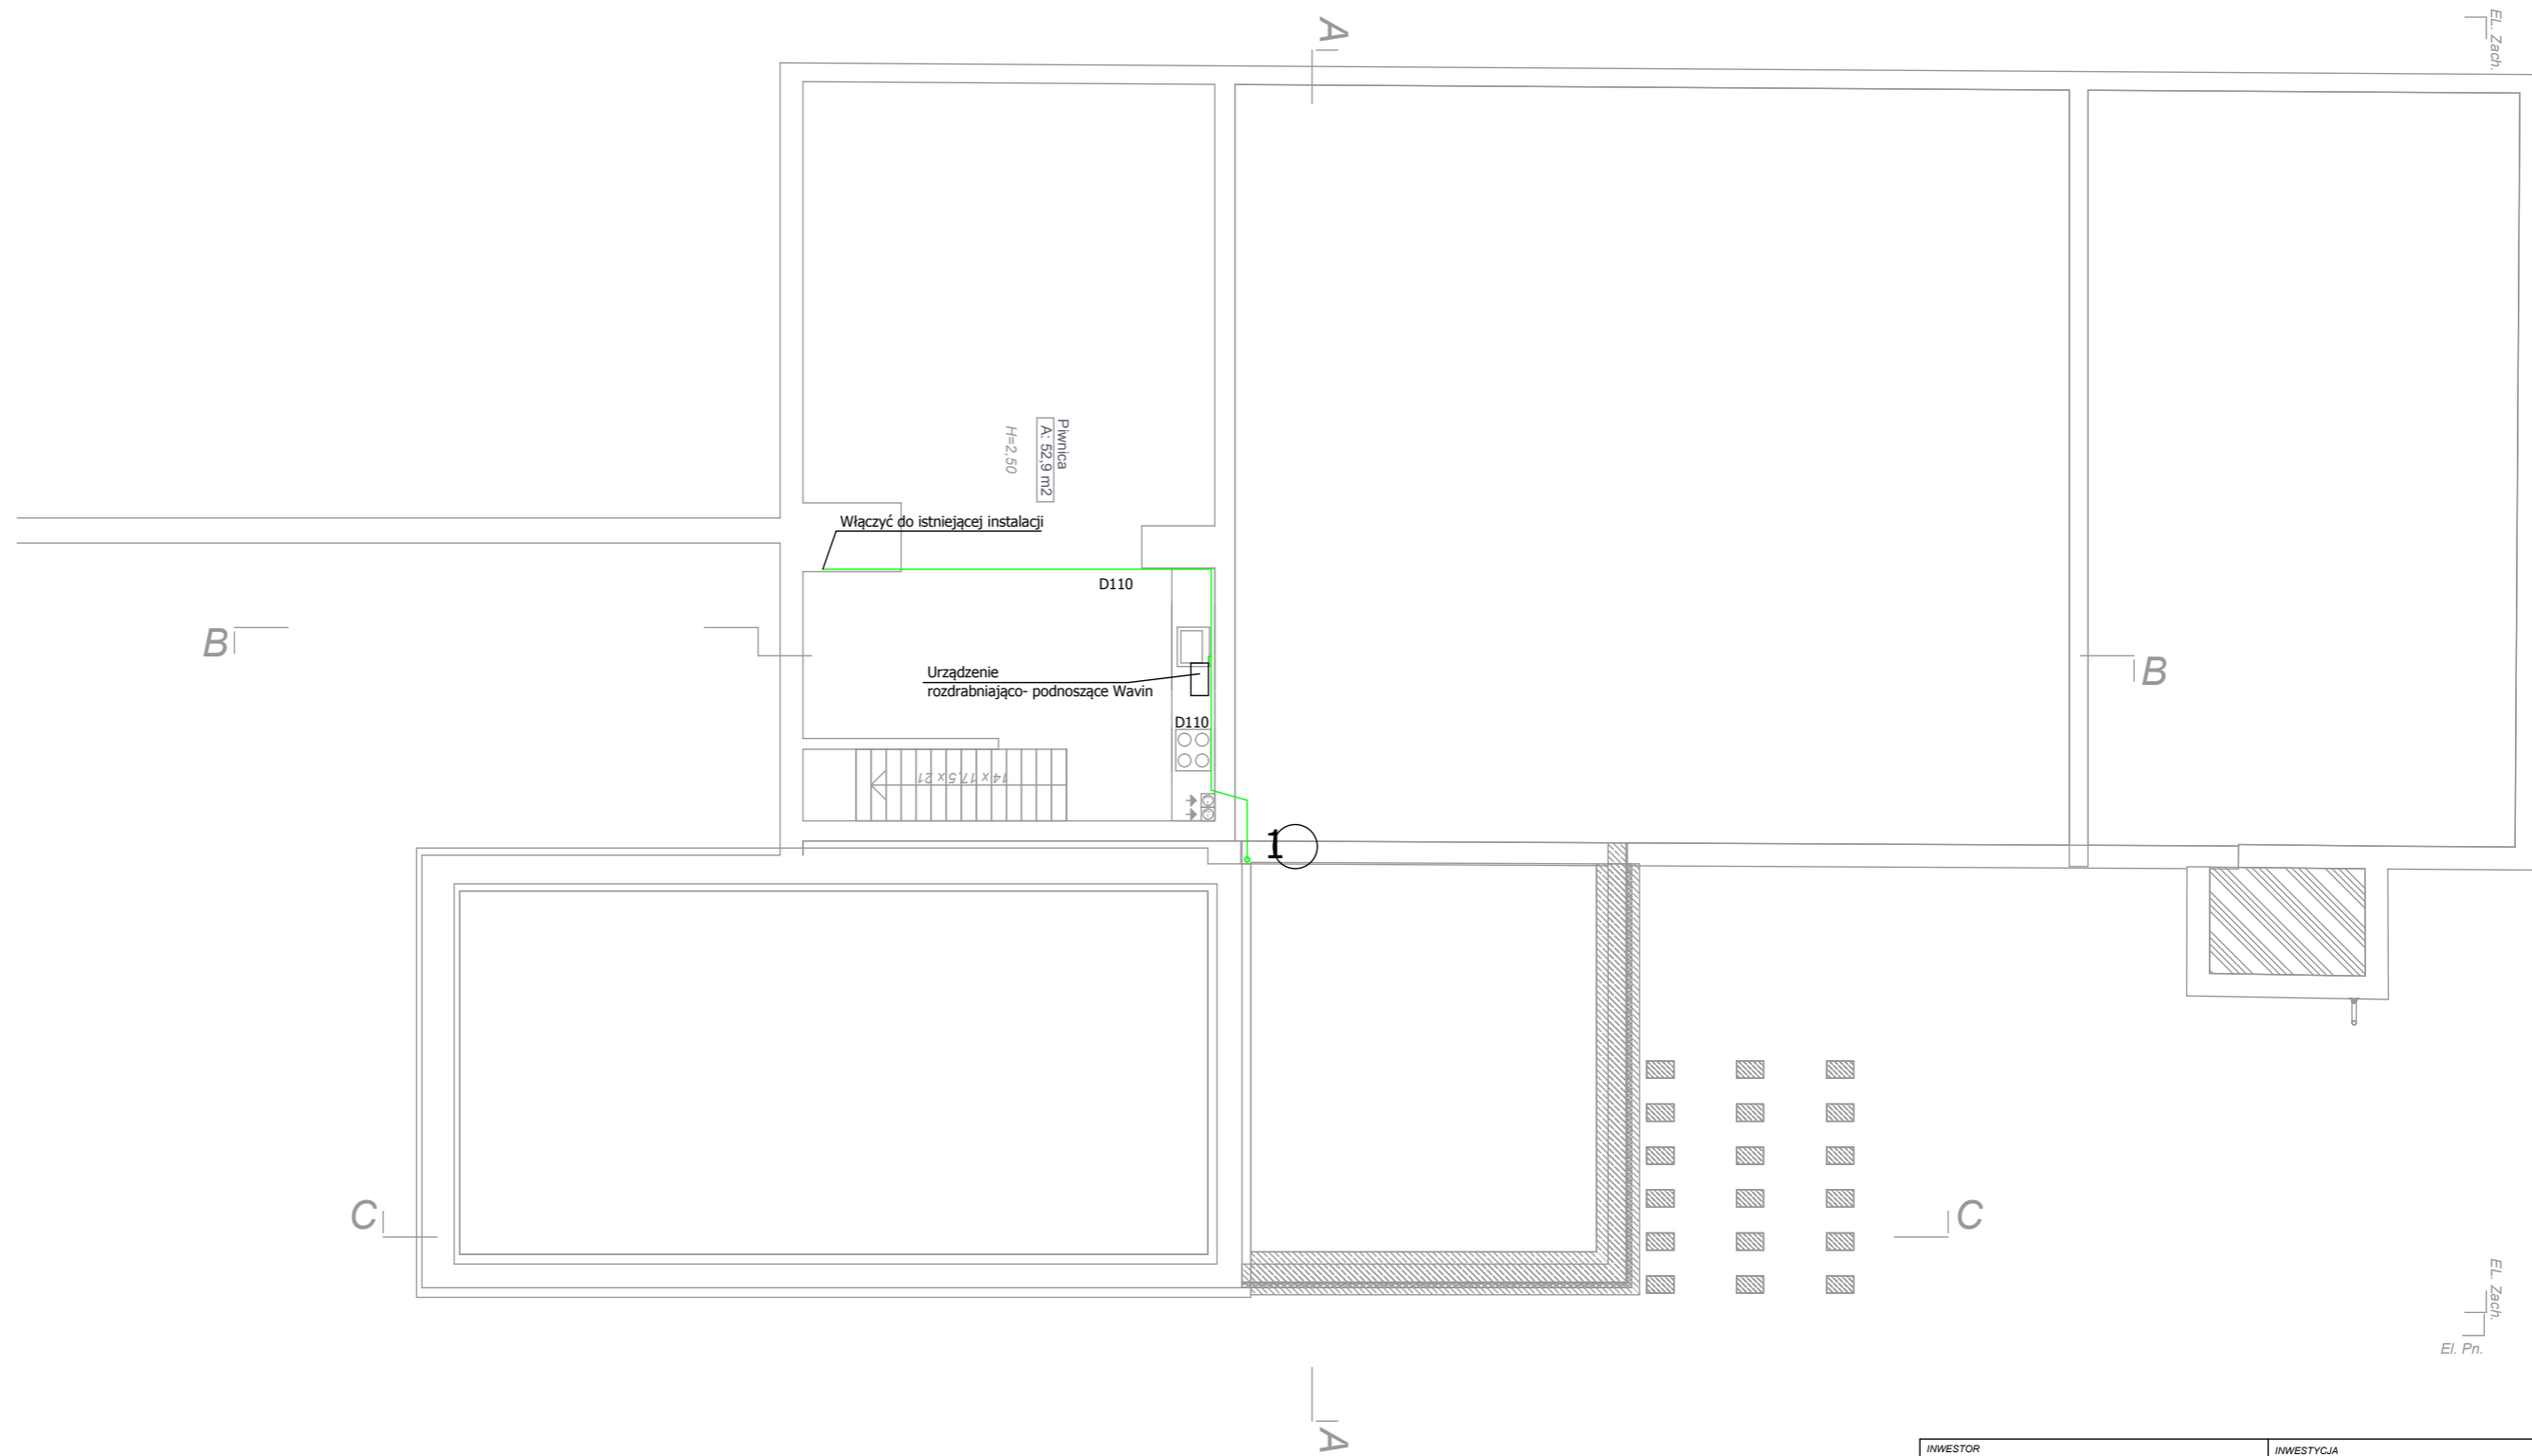 A
EL. Zach.
Piwnica
A: 52,9 m2
H=2,50
Włączyć do istniejącej instalacji
D110
B
B
Urządzenie
rozdrabniająco- podnoszące Wavin
D110
14 x 17,5 x 21
1
C
C
EL. Zach.
El. Pn.
A
INWESTOR
INWESTYCJA